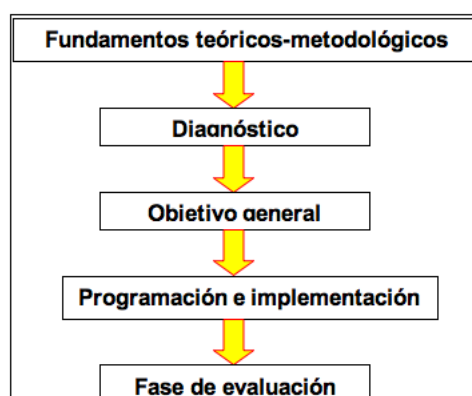 Fundamentos teóricos-metodológicos
Diagnóstico
Objetivo general
Programación e implementación
Fase de evaluación